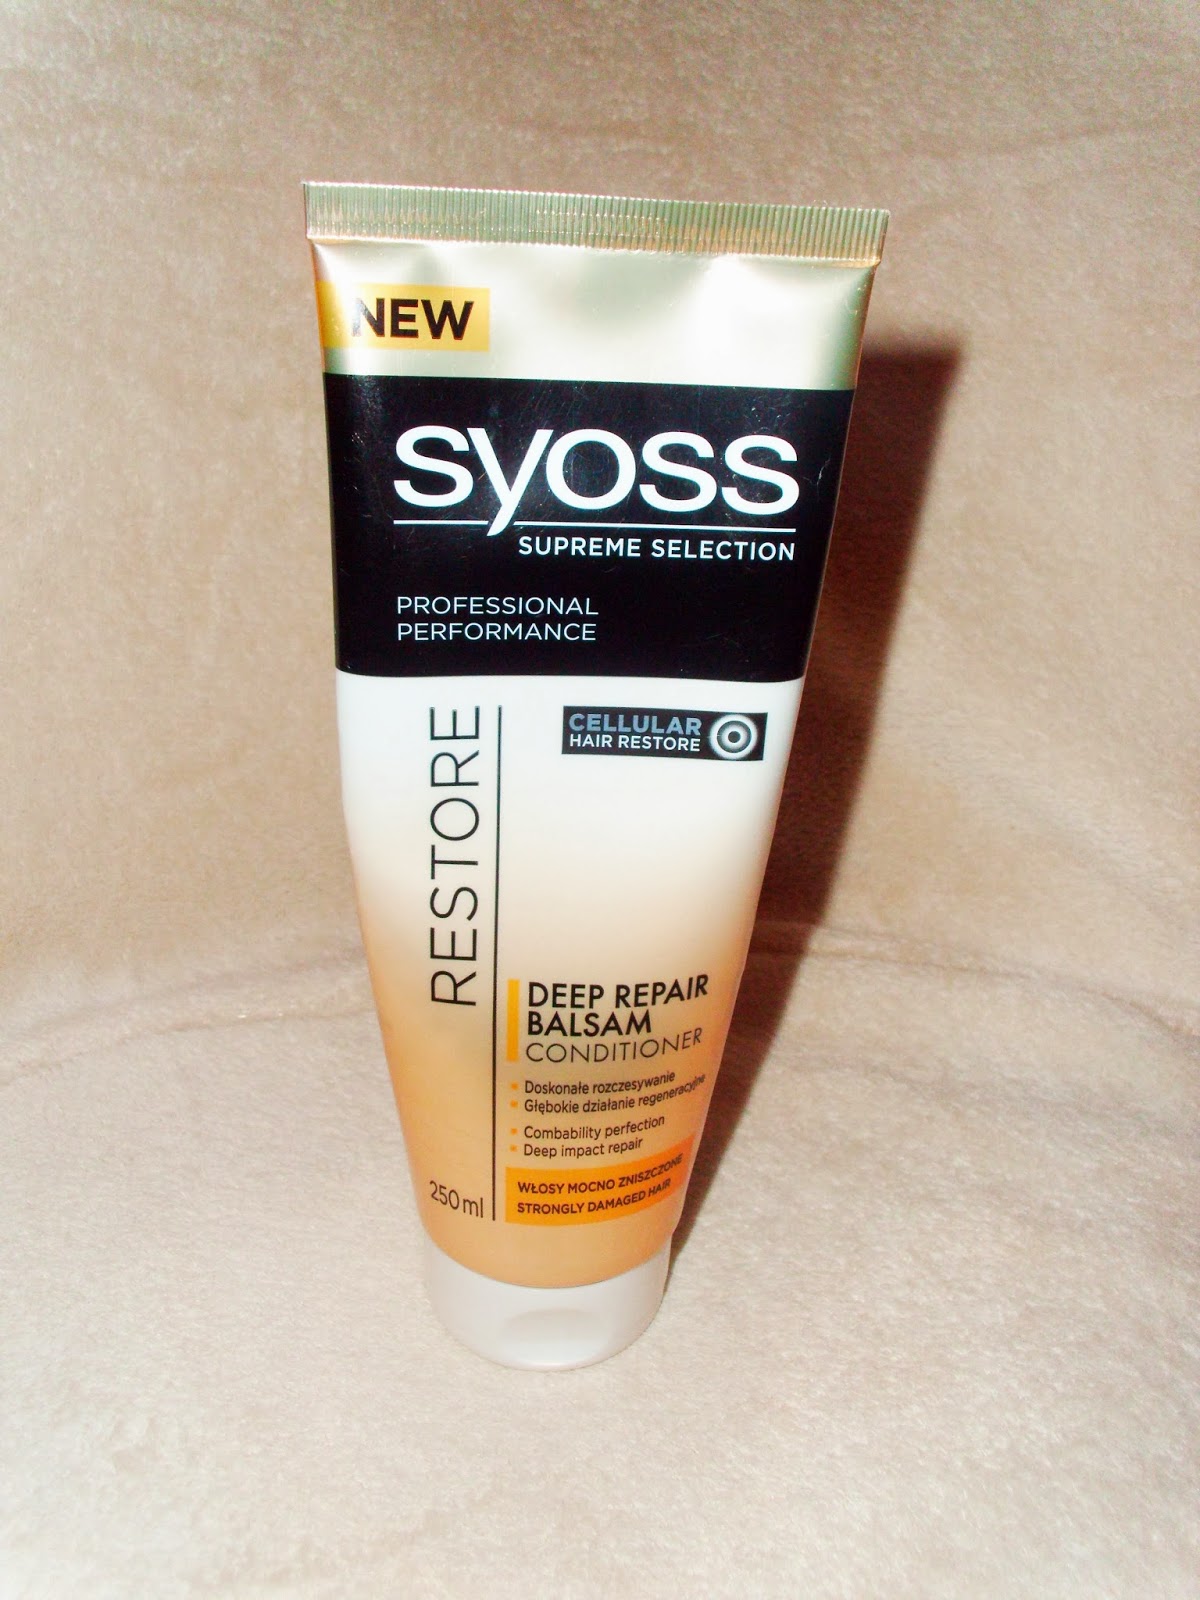 NEW
syoss
SUPREME SELECTION
PROFESSIONAL
PERFORMANCE
CELLULAR
HAIR RESTORE
RESTORE
DEEP REPAIR
BALSAM
CONDITIONER
Doskonałe rozczesywanie
Głębokie działanie regeneracyjne
Combability perfection
Deep impact repair
WŁOSY MOCNO ZNISZCZONE
STRONGLY DAMAGED HAIR
250 ml